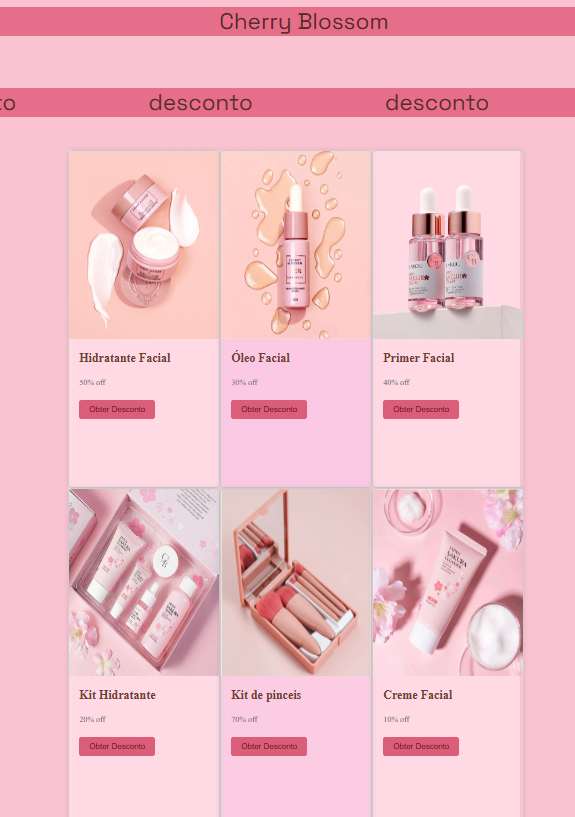 Cherry Blossom
to desconto desconto
Hidratante Facial
50% off
Obter Desconto
Óleo Facial
30% off
Obter Desconto
Primer Facial
40% off
Obter Desconto
Kit Hidratante
20% off
Obter Desconto
Kit de pinceis
70% off
Obter Desconto
SAKURA
Creme Facial
10% off
Obter Desconto